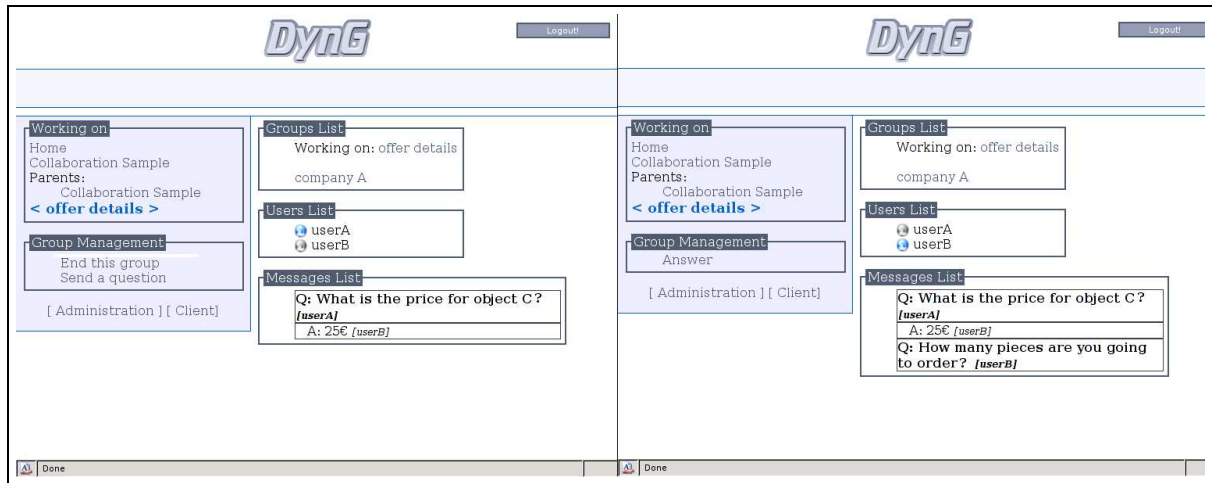 DynG
Logout!
Working on
Home
Collaboration Sample
Parents:
Collaboration Sample
< offer details >
Group Management
End this group
Send a question
[ Administration ] [ Client]
Groups List
Working on: offer details
company A
Users List
userA
userB
Messages List
Q: What is the price for object C?
[userA]
A: 25€ [userB]
Done
DynG
Logout!
Working on
Home
Collaboration Sample
Parents:
Collaboration Sample
< offer details >
Group Management
Answer
[ Administration ] [ Client]
Groups List
Working on: offer details
company A
Users List
userA
userB
Messages List
Q: What is the price for object C?
[userA]
A: 25€ [userB]
Q: How many pieces are you going
to order? [userB]
Done